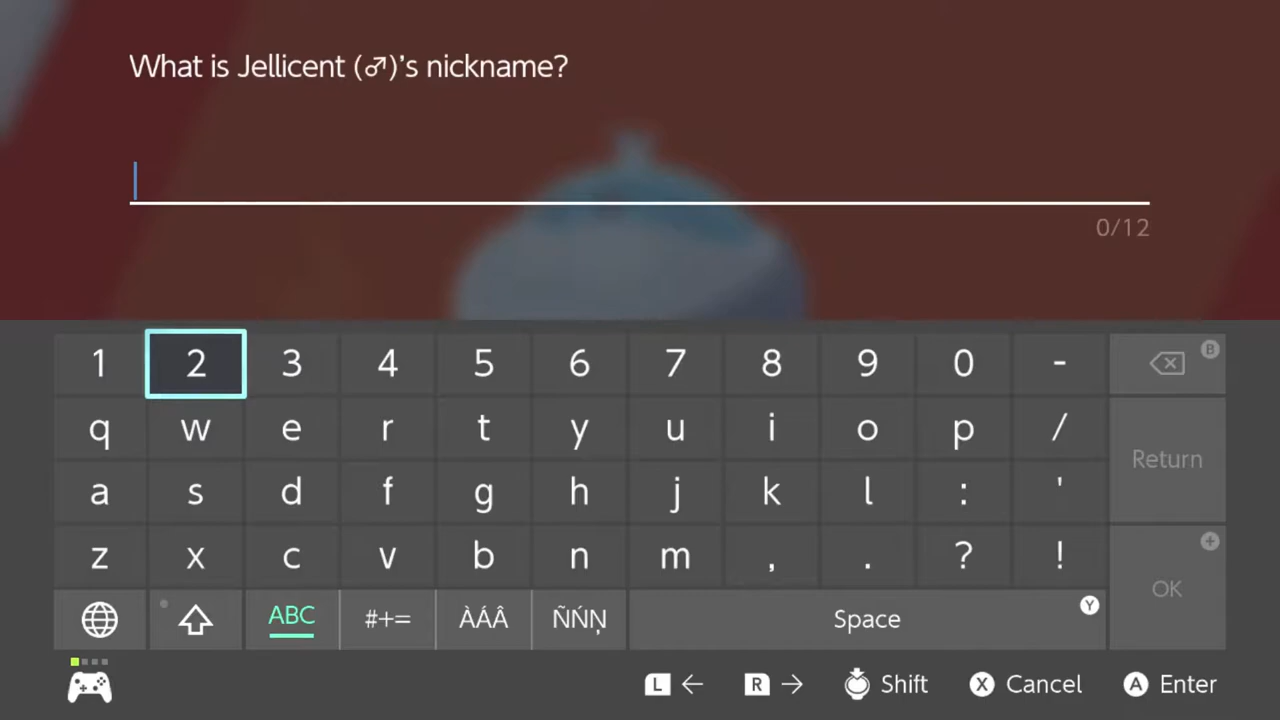 What is Jellicent (♂)'s nickname?
0/12
1 2 3 4 5 6 7 8 9 0 - B
q w e r t y u i o p /
Return
a s d f g h j k l : '
z x c v b n m , . ? ! +
OK
ABC #+= ÀÁÂ ÑŃŅ Space Y
L ← R → Shift X Cancel A Enter